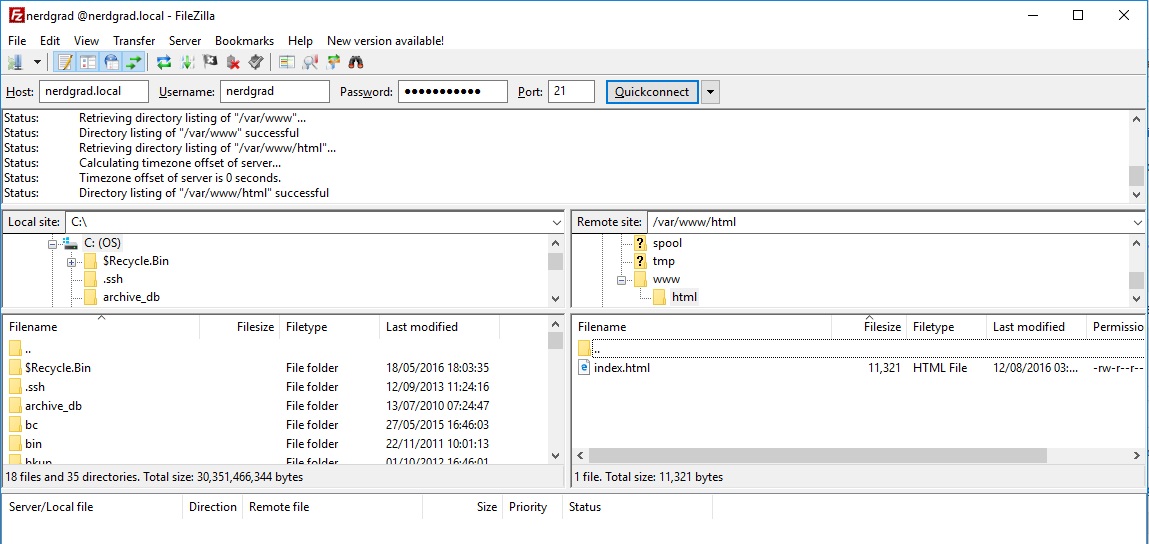 nerdgrad @nerdgrad.local - FileZilla
File Edit View Transfer Server Bookmarks Help New version available!
Host: nerdgrad.local Username: nerdgrad Password: ●●●●●●●●●●● Port: 21 Quickconnect
Status: Retrieving directory listing of "/var/www"...
Status: Directory listing of "/var/www" successful
Status: Retrieving directory listing of "/var/www/html"...
Status: Calculating timezone offset of server...
Status: Timezone offset of server is 0 seconds.
Status: Directory listing of "/var/www/html" successful
Local site: C:\
C: (OS)
$Recycle.Bin
.ssh
archive_db
Remote site: /var/www/html
? spool
? tmp
www
html
Filename Filesize Filetype Last modified
..
$Recycle.Bin File folder 18/05/2016 18:03:35
.ssh File folder 12/09/2013 11:24:16
archive_db File folder 13/07/2010 07:24:47
bc File folder 27/05/2015 16:46:03
bin File folder 22/11/2011 10:01:13
bkup File folder 01/10/2012 16:46:01
18 files and 35 directories. Total size: 30,351,466,344 bytes
Filename Filesize Filetype Last modified Permissio
..
index.html 11,321 HTML File 12/08/2016 03:... -rw-r--r--
1 file. Total size: 11,321 bytes
Server/Local file Direction Remote file Size Priority Status